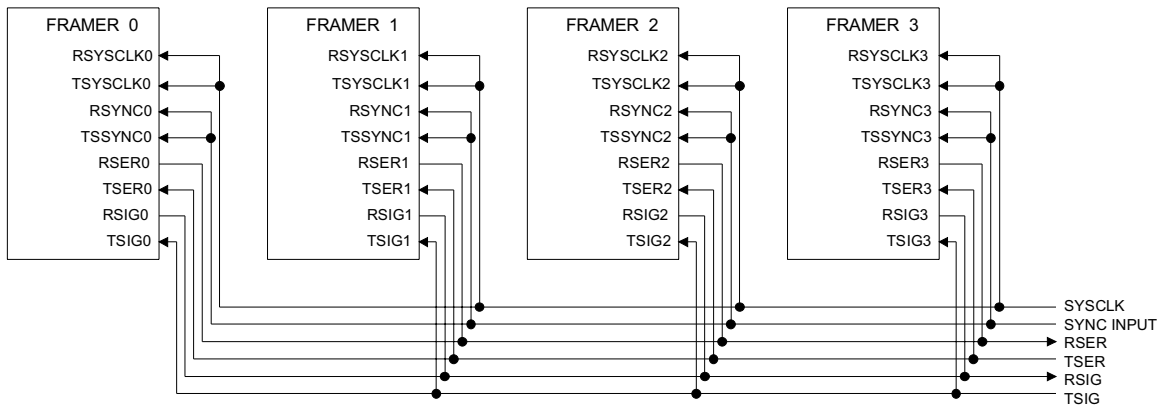 FRAMER 0
RSYSCLK0
TSYSCLK0
RSYNC0
TSSYNC0
RSER0
TSER0
RSIG0
TSIG0
FRAMER 1
RSYSCLK1
TSYSCLK1
RSYNC1
TSSYNC1
RSER1
TSER1
RSIG1
TSIG1
FRAMER 2
RSYSCLK2
TSYSCLK2
RSYNC2
TSSYNC2
RSER2
TSER2
RSIG2
TSIG2
FRAMER 3
RSYSCLK3
TSYSCLK3
RSYNC3
TSSYNC3
RSER3
TSER3
RSIG3
TSIG3
SYSCLK
SYNC INPUT
RSER
TSER
RSIG
TSIG